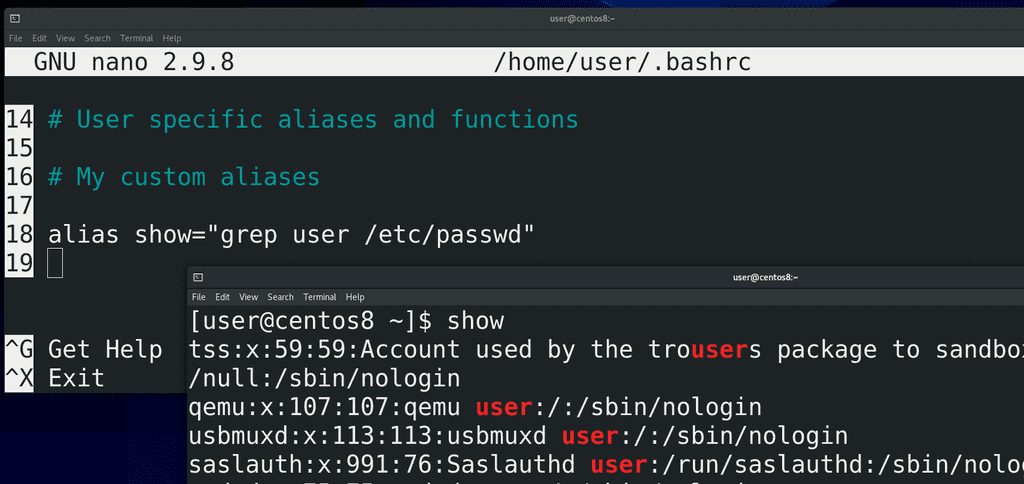 user@centos8:~
File Edit View Search Terminal Help
GNU nano 2.9.8 /home/user/.bashrc
14 # User specific aliases and functions
15
16 # My custom aliases
17
18 alias show="grep user /etc/passwd"
19
^G Get Help
^X Exit
user@centos8:~
File Edit View Search Terminal Help
[user@centos8 ~]$ show
tss:x:59:59:Account used by the trousers package to sandbox
/null:/sbin/nologin
qemu:x:107:107:qemu user:/:/sbin/nologin
usbmuxd:x:113:113:usbmuxd user:/:/sbin/nologin
saslauth:x:991:76:Saslauthd user:/run/saslauthd:/sbin/nolo